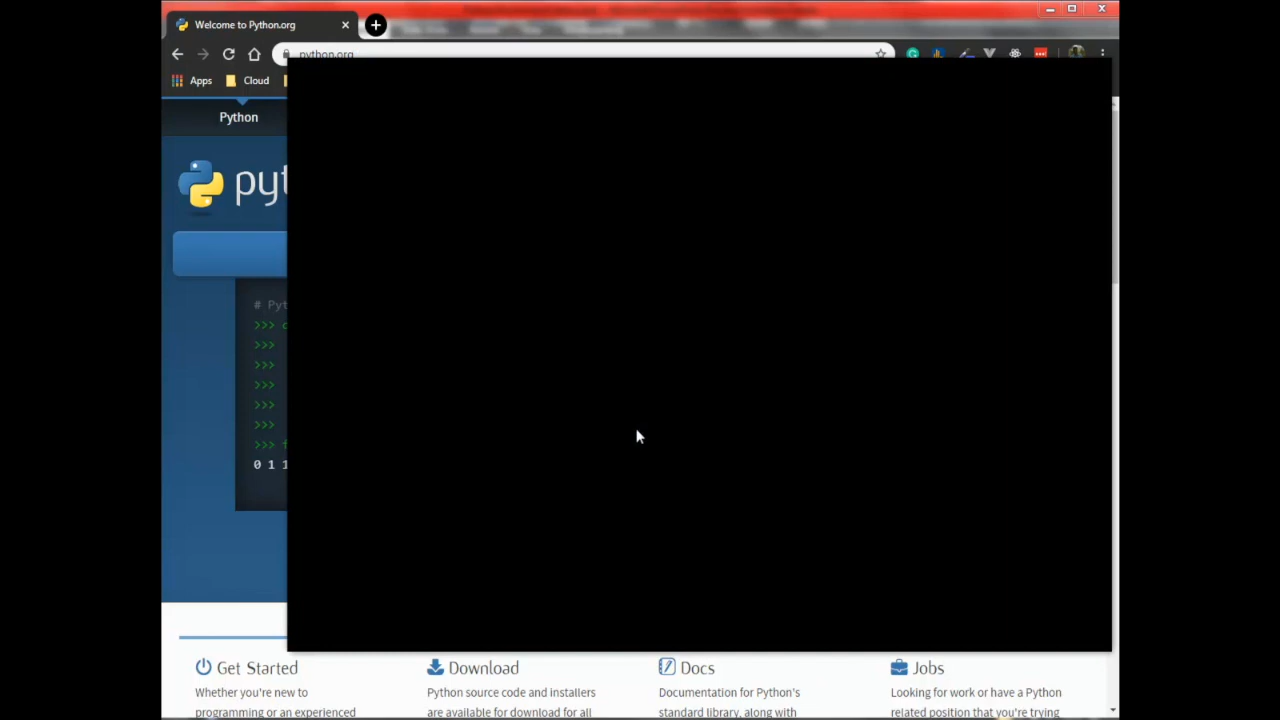 Welcome to Python.org
python.org
Apps
Cloud
Python
pyt
# Pyt
>>>
>>>
>>>
>>>
>>>
>>>
>>> f
0 1 1
Get Started
Whether you're new to
programming or an experienced
Download
Python source code and installers
are available for download for all
Docs
Documentation for Python's
standard library, along with
Jobs
Looking for work or have a Python
related position that you're trying